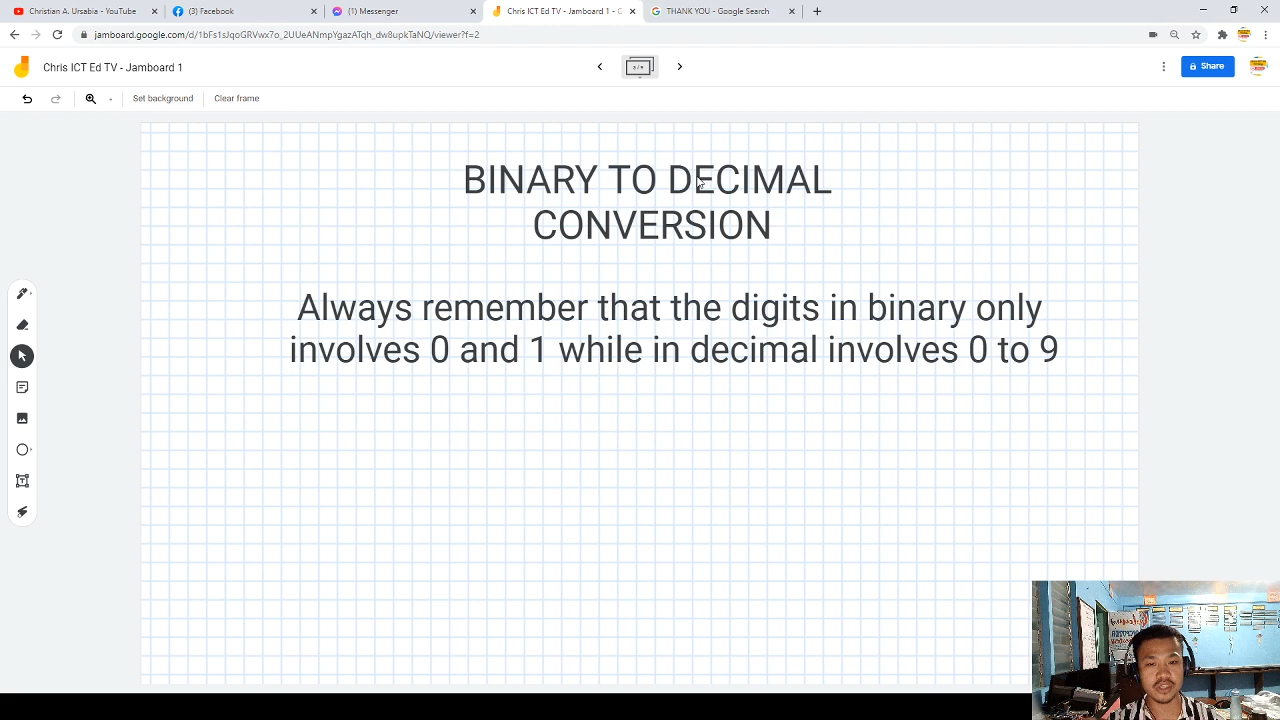 Christian A. Ursabia - YouTube
(3) Facebook
(1) Messenger
Chris ICT Ed TV - Jamboard 1 - G
THANK YOU - Google Search
jamboard.google.com/d/1bFs1sJqoGRVwx7o_2UUeANmpYgazATqh_dw8upkTaNQ/viewer?f=2
Chris ICT Ed TV - Jamboard 1
Share
Set background
Clear frame
BINARY TO DECIMAL
CONVERSION
Always remember that the digits in binary only
involves 0 and 1 while in decimal involves 0 to 9